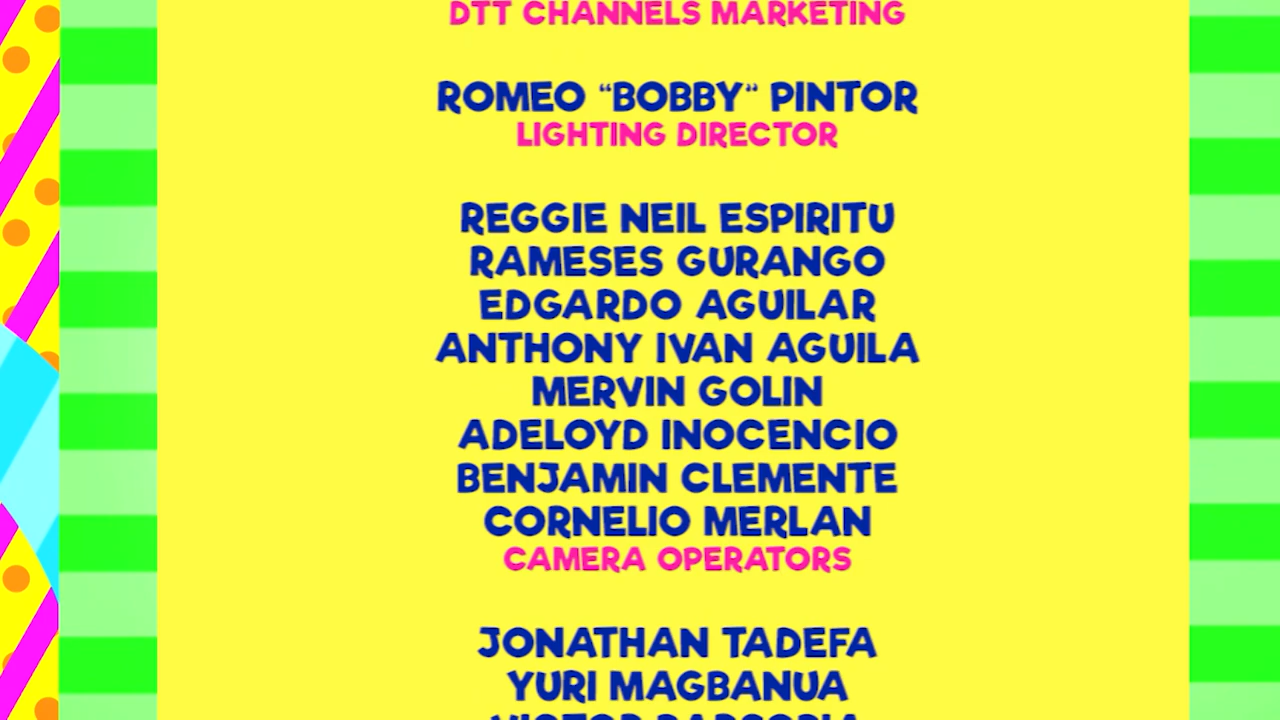 DTT CHANNELS MARKETING
ROMEO “BOBBY” PINTOR
LIGHTING DIRECTOR
REGGIE NEIL ESPIRITU
RAMESES GURANGO
EDGARDO AGUILAR
ANTHONY IVAN AGUILA
MERVIN GOLIN
ADELOYD INOCENCIO
BENJAMIN CLEMENTE
CORNELIO MERLAN
CAMERA OPERATORS
JONATHAN TADEFA
YURI MAGBANUA
VICTOR